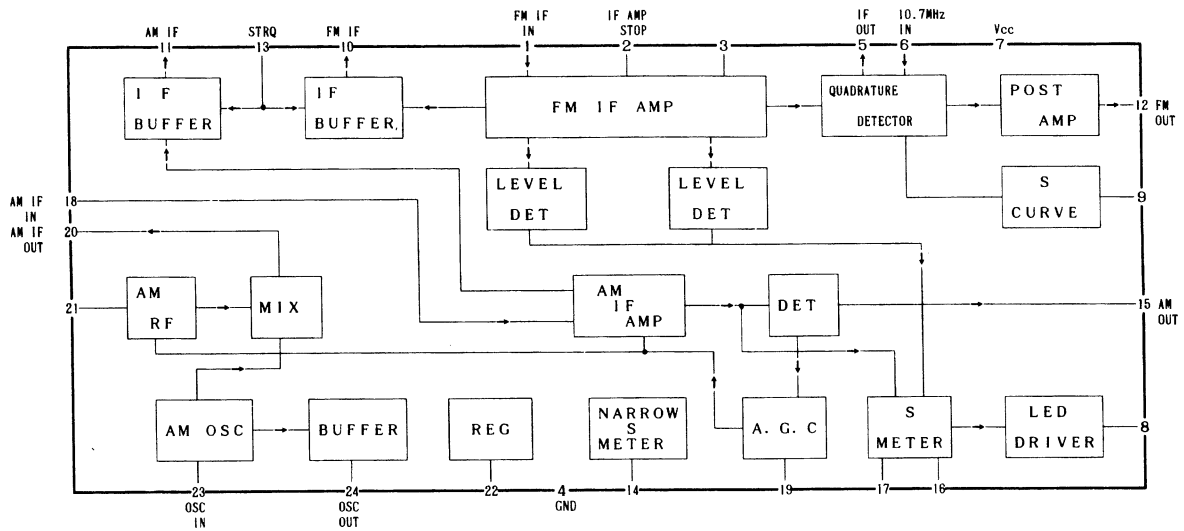 AM IF
11
STRQ
13
FM IF
10
FM IF
IN
1
IF AMP
STOP
2
3
IF
OUT
5
10.7MHz
IN
6
Vcc
7
I F
BUFFER
IF
BUFFER
FM IF AMP
QUADRATURE
DETECTOR
POST
AMP
12 FM
OUT
LEVEL
DET
LEVEL
DET
S
CURVE
9
AM IF
IN
18
AM IF
OUT
20
21
AM
RF
MIX
AM
IF
AMP
DET
15 AM
OUT
AM OSC
BUFFER
REG
NARROW
S
METER
A. G. C
S
METER
LED
DRIVER
8
23
OSC
IN
24
OSC
OUT
22
4
GND
14
19
17
16